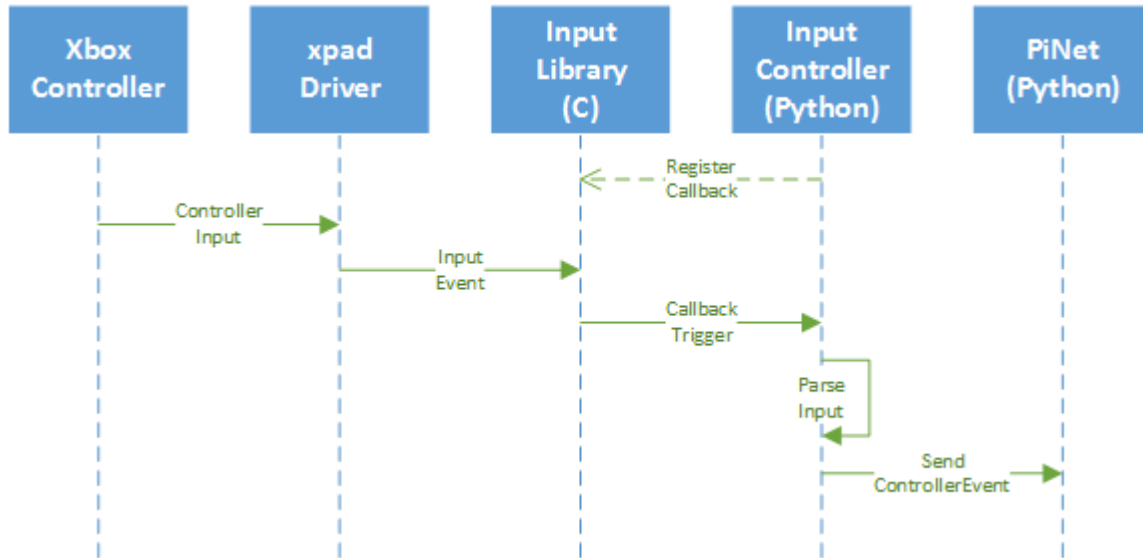 Xbox
Controller
xpad
Driver
Input
Library
(C)
Input
Controller
(Python)
PiNet
(Python)
Register
Callback
Controller
Input
Input
Event
Callback
Trigger
Parse
Input
Send
ControllerEvent